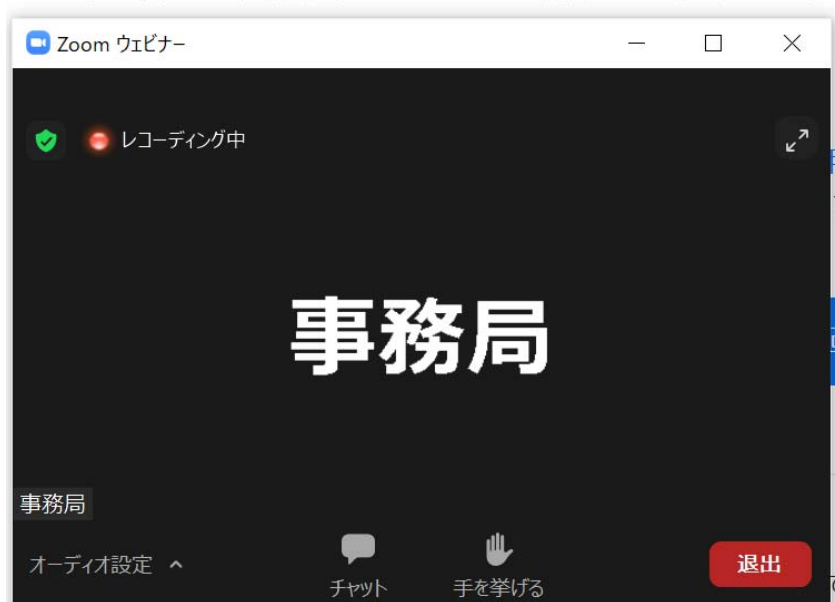 Zoom ウェビナー
レコーディング中
事務局
事務局
オーディオ設定
チャット
手を挙げる
退出